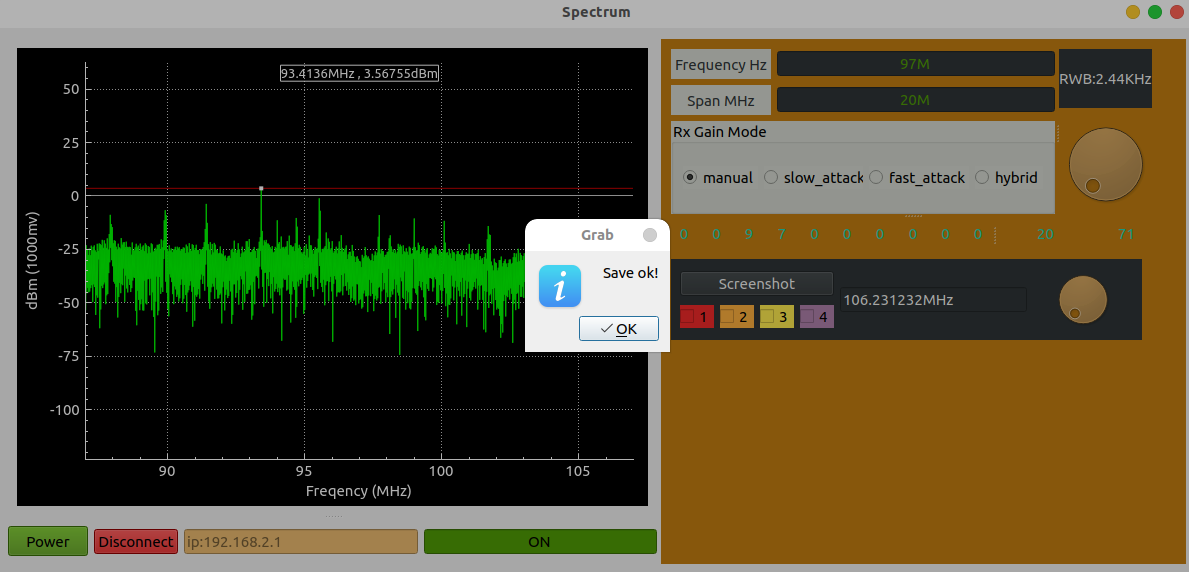 Spectrum
93.4136MHz , 3.56755dBm
50
25
0
-25
-50
-75
-100
dBm (1000mv)
90
95
100
105
Freqency (MHz)
Power
Disconnect
ip:192.168.2.1
ON
Frequency Hz
97M
RWB:2.44KHz
Span MHz
20M
Rx Gain Mode
manual
slow_attack
fast_attack
hybrid
0 0 9 7 0 0 0 0 0 0 20 71
Grab
Save ok!
OK
Screenshot
106.231232MHz
1 2 3 4